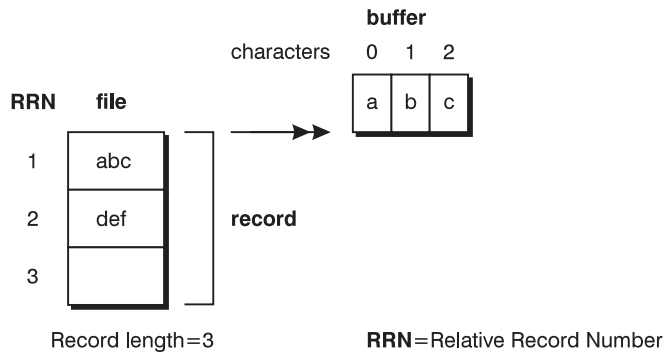 buffer
characters 0 1 2
RRN file
a b c
1 abc
2 def
record
3
Record length=3
RRN=Relative Record Number